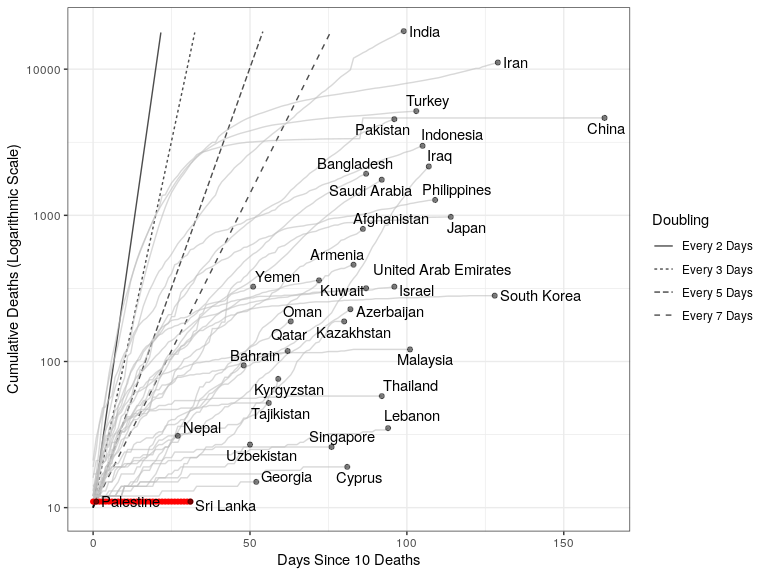 India
Iran
Turkey
Pakistan
China
Indonesia
Iraq
Bangladesh
Saudi Arabia
Philippines
Afghanistan
Japan
Armenia
Yemen
United Arab Emirates
Kuwait
Israel
South Korea
Oman
Azerbaijan
Qatar
Kazakhstan
Bahrain
Malaysia
Kyrgyzstan
Thailand
Tajikistan
Lebanon
Nepal
Singapore
Uzbekistan
Georgia
Cyprus
Palestine
Sri Lanka
10000
1000
100
10
0
50
100
150
Days Since 10 Deaths
Cumulative Deaths (Logarithmic Scale)
Doubling
Every 2 Days
Every 3 Days
Every 5 Days
Every 7 Days